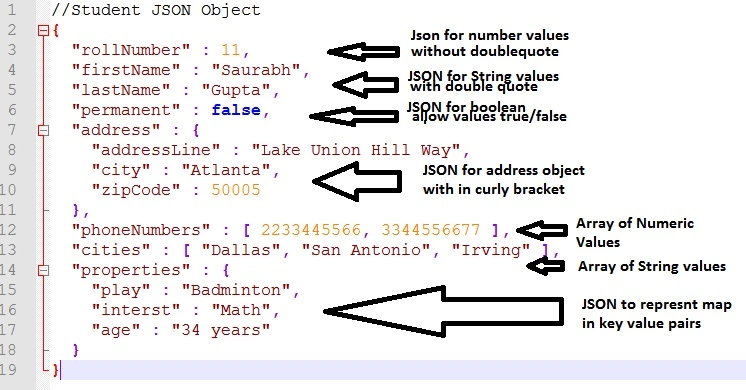 1 //Student JSON Object
2 {
3 "rollNumber" : 11,
4 "firstName" : "Saurabh",
5 "lastName" : "Gupta",
6 "permanent" : false,
7 "address" : {
8 "addressLine" : "Lake Union Hill Way",
9 "city" : "Atlanta",
10 "zipCode" : 50005
11 },
12 "phoneNumbers" : [ 2233445566, 3344556677 ],
13 "cities" : [ "Dallas", "San Antonio", "Irving" ],
14 "properties" : {
15 "play" : "Badminton",
16 "interst" : "Math",
17 "age" : "34 years"
18 }
19 }
Json for number values
without doublequote
JSON for String values
with double quote
JSON for boolean
allow values true/false
JSON for address object
with in curly bracket
Array of Numeric
Values
Array of String values
JSON to represnt map
in key value pairs